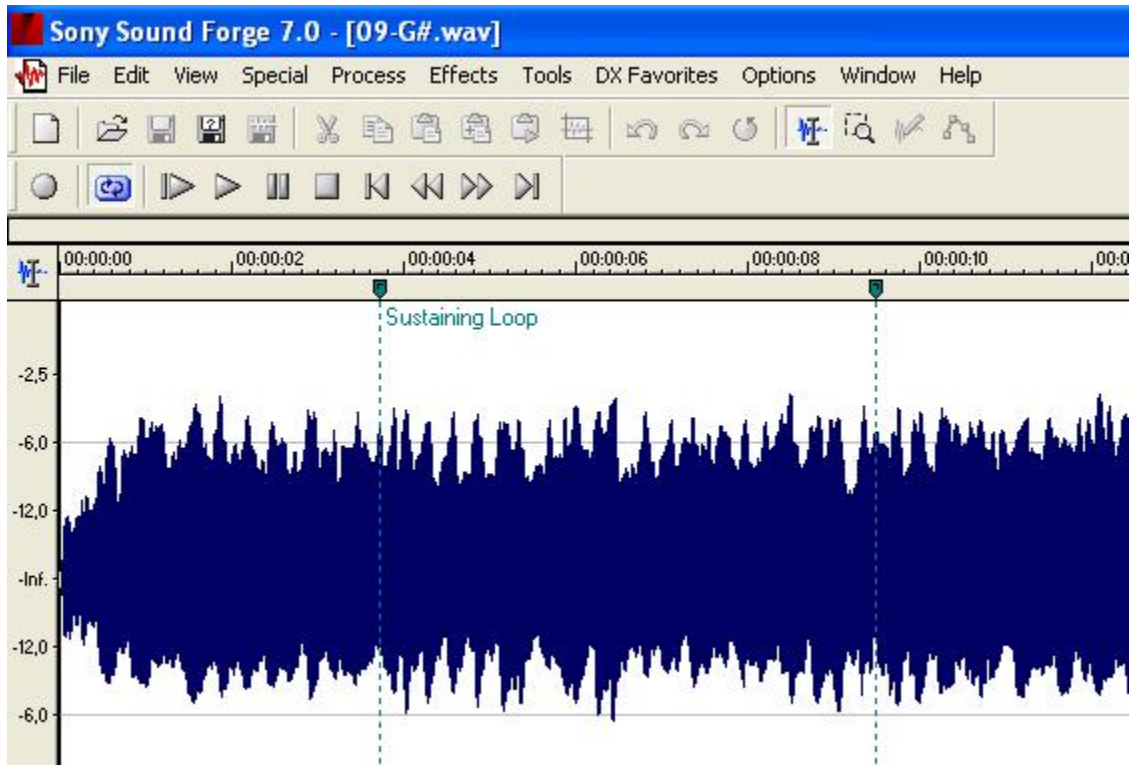 Sony Sound Forge 7.0 - [09-G#.wav]
File Edit View Special Process Effects Tools DX Favorites Options Window Help
00:00:00 00:00:02 00:00:04 00:00:06 00:00:08 00:00:10 00:0
Sustaining Loop
-2,5
-6,0
-12,0
-Inf.
-12,0
-6,0